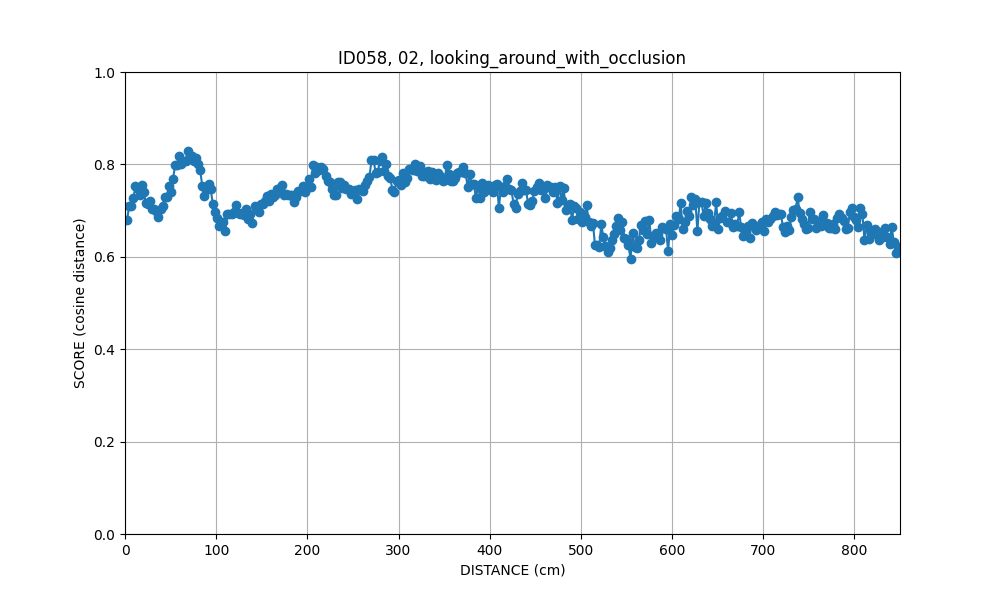 ID058, 02, looking_around_with_occlusion
1.0
0.8
0.6
0.4
0.2
0.0
SCORE (cosine distance)
0 100 200 300 400 500 600 700 800
DISTANCE (cm)